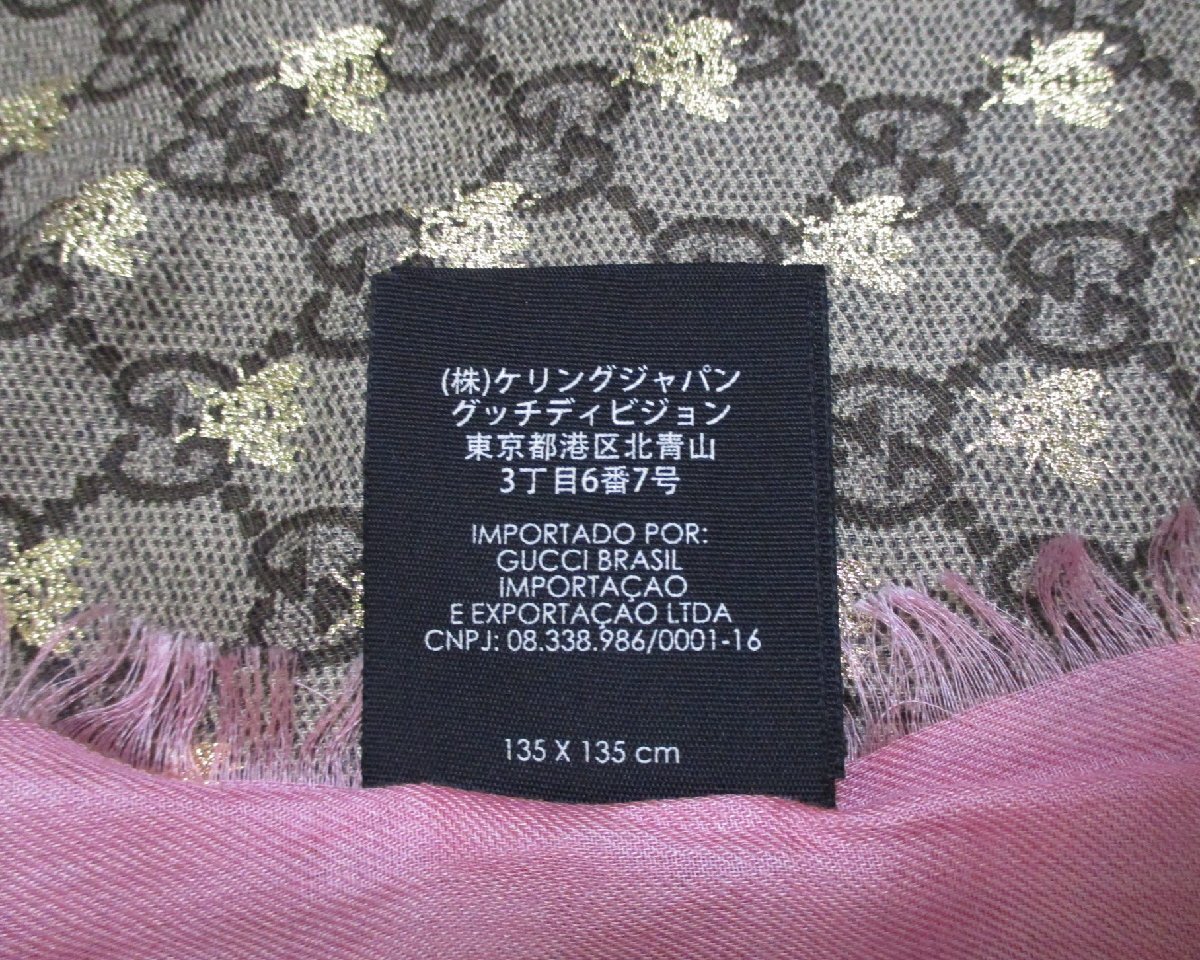 (株)ケリングジャパン
グッチディビジョン
東京都港区北青山
3丁目6番7号
IMPORTADO POR:
GUCCI BRASIL
IMPORTAÇAO
E EXPORTAÇAO LTDA
CNPJ: 08.338.986/0001-16
135 X 135 cm